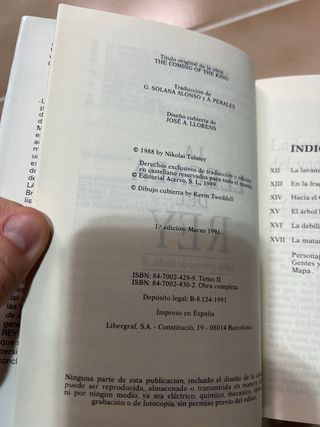 Título original de la obra:
THE COMING OF THE KING
Traducción de
G. SOLANA ALONSO y A. PERALES
Diseño cubierta de
JOSÉ A. LLORENS
© 1988 by Nikolai Tolstoy
Derechos exclusivos de traducción y edición
en castellano reservados para todo el mundo.
© Editorial Acervo, S. L., 1989.
© Dibujo cubierta by Kevin Tweddell
1.ª edición: Marzo 1991.
ISBN: 84-7002-429-9. Tomo II
ISBN: 84-7002-430-2. Obra completa.
Depósito legal: B-8.124-1991
Impreso en España
Libergraf, S.A. - Constitució, 19 - 08014 Barcelona
Ninguna parte de esta publicación, incluido el diseño de la
puede ser reproducida, almacenada o transmitida en manera
ni por ningún medio, ya sea eléctrico, químico, mecánico,
grabación o de fotocopia, sin permiso previo del editor.
ÍNDIC
XII La lavand
XIII En la frag
XIV Hacia el
XV El árbol
XVI La debili
XVII La matan
Personaj
Gentes y
Mapa .